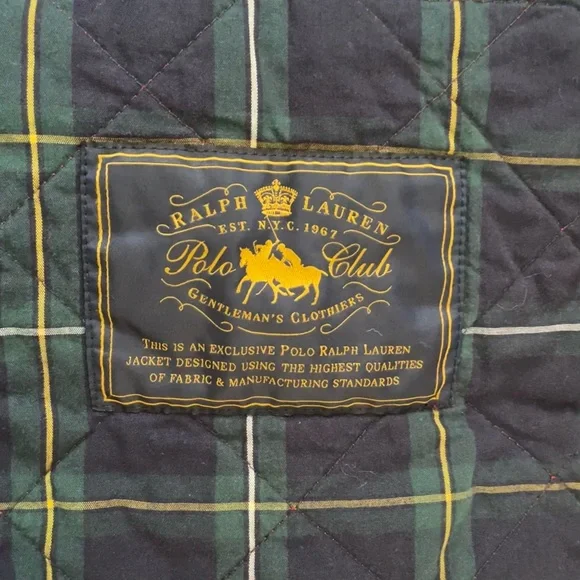 RALPH LAUREN
EST. N.Y.C. 1967
Polo Club
GENTLEMAN'S CLOTHIERS
THIS IS AN EXCLUSIVE POLO RALPH LAUREN
JACKET DESIGNED USING THE HIGHEST QUALITIES
OF FABRIC & MANUFACTURING STANDARDS